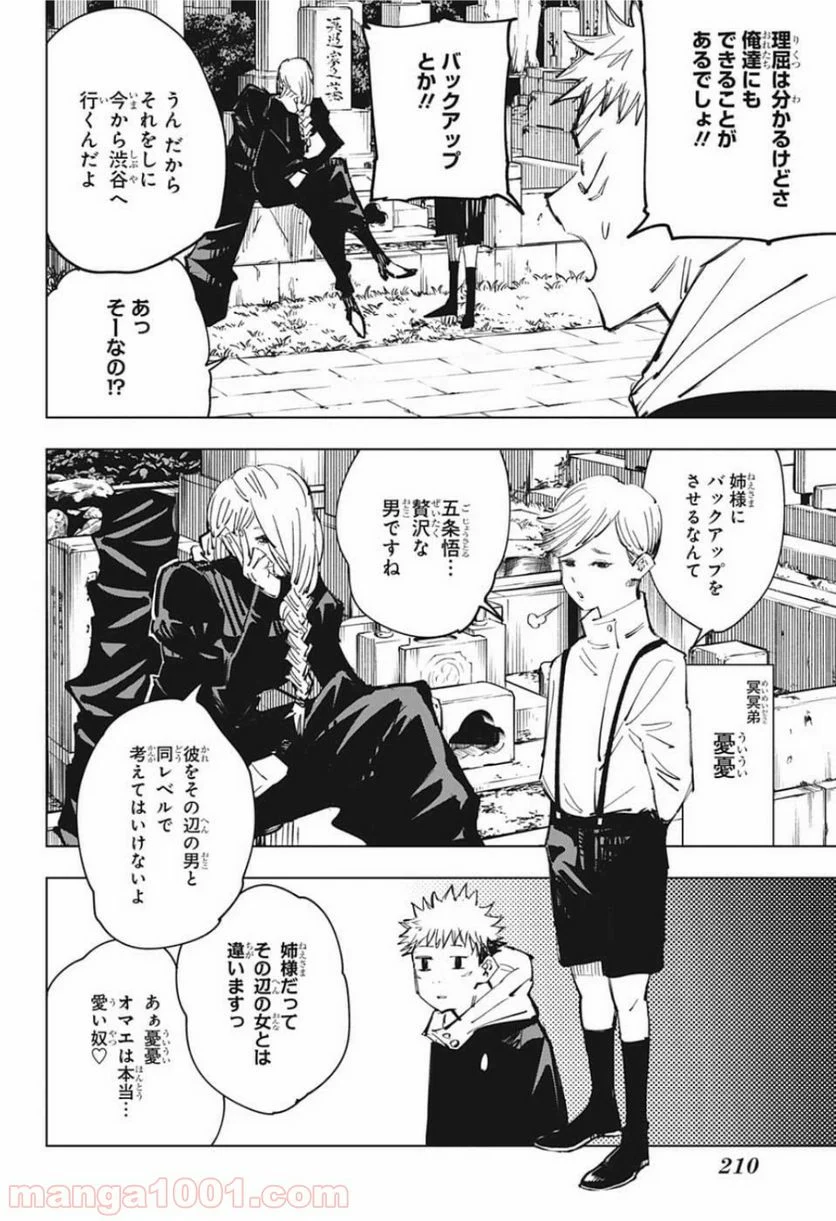 理屈は分かるけどさ
俺達にも
できることが
あるでしょ!!
バックアップ
とか!!
うん だから
それをしに
今から渋谷へ
行くんだよ
あっ
そーなの!?
姉様に
バックアップを
させるなんて
五条悟…
贅沢な
男ですね
冥冥弟
憂憂
彼をその辺の男と
同レベルで
考えてはいけないよ
姉様だって
その辺の女とは
違いますっ
あぁ憂憂
オマエは本当…
愛い奴♡
210
manga1001.com